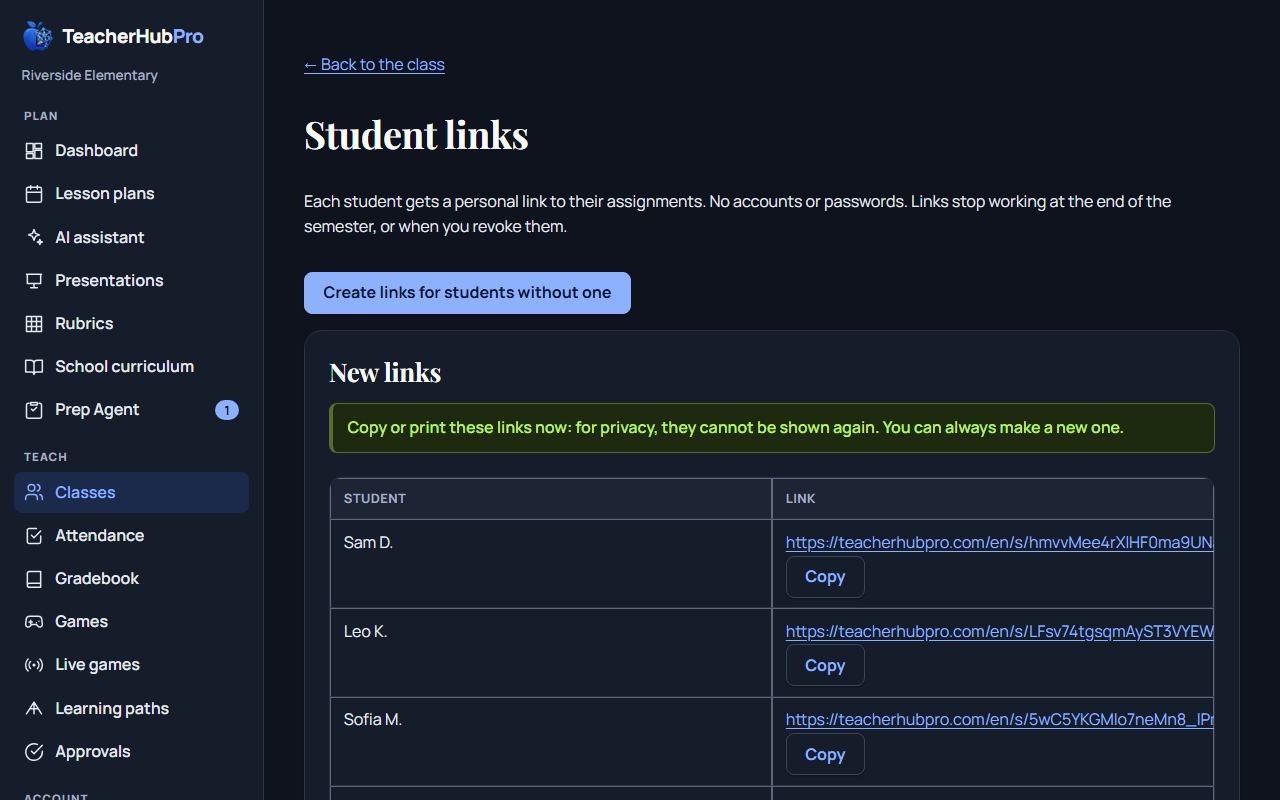 TeacherHubPro
Riverside Elementary
PLAN
Dashboard
Lesson plans
AI assistant
Presentations
Rubrics
School curriculum
Prep Agent 1
TEACH
Classes
Attendance
Gradebook
Games
Live games
Learning paths
Approvals
ACCOUNT
← Back to the class
Student links
Each student gets a personal link to their assignments. No accounts or passwords. Links stop working at the end of the
semester, or when you revoke them.
Create links for students without one
New links
Copy or print these links now: for privacy, they cannot be shown again. You can always make a new one.
STUDENT LINK
Sam D. https://teacherhubpro.com/en/s/hmvvMee4rXlHF0ma9UN
Copy
Leo K. https://teacherhubpro.com/en/s/LFsv74tgsqmAyST3VYEW
Copy
Sofia M. https://teacherhubpro.com/en/s/5wC5YKGMlo7neMn8_lPr
Copy